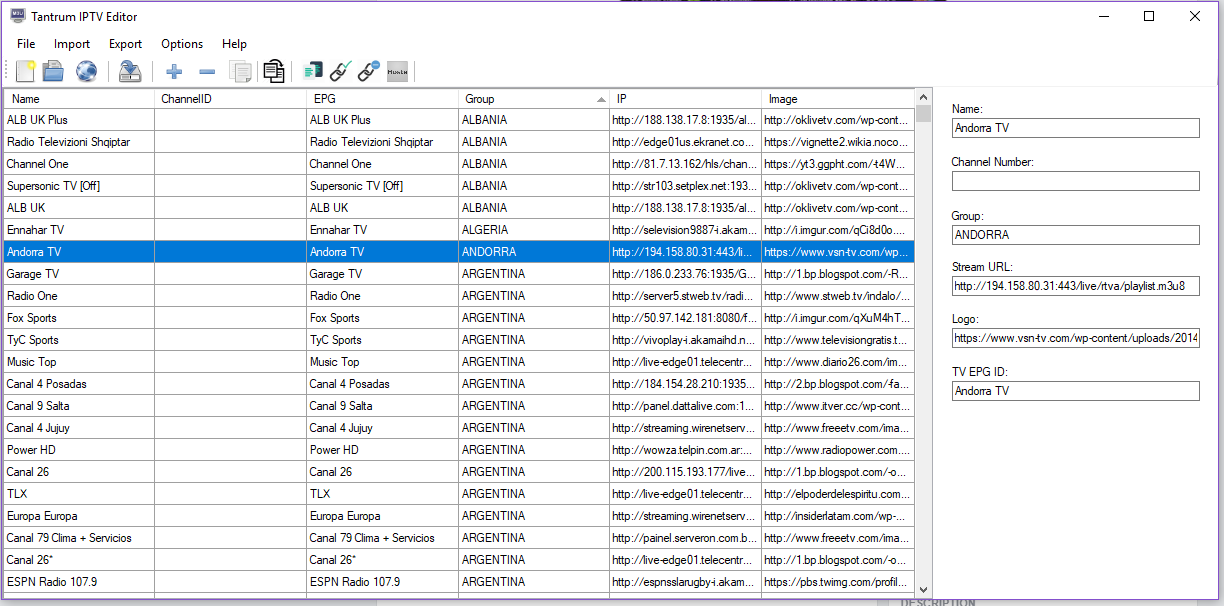 Tantrum IPTV Editor
File Import Export Options Help
Name ChannelID EPG Group IP Image
ALB UK Plus ALB UK Plus ALBANIA http://188.138.17.8:1935/al... http://oklivetv.com/wp-cont...
Radio Televizioni Shqiptar Radio Televizioni Shqiptar ALBANIA http://edge01us.ekranet.co... https://vignette2.wikia.noco...
Channel One Channel One ALBANIA http://81.7.13.162/hls/chan... https://yt3.ggpht.com/-t4W...
Supersonic TV [Off] Supersonic TV [Off] ALBANIA http://str103.setplex.net:193... http://oklivetv.com/wp-cont...
ALB UK ALB UK ALBANIA http://188.138.17.8:1935/al... http://oklivetv.com/wp-cont...
Ennahar TV Ennahar TV ALGERIA http://selevision9887-i.akam... http://i.imgur.com/qCi8d0o....
Andorra TV Andorra TV ANDORRA http://194.158.80.31:443/li... https://www.vsn-tv.com/wp...
Garage TV Garage TV ARGENTINA http://186.0.233.76:1935/G... http://1.bp.blogspot.com/-R...
Radio One Radio One ARGENTINA http://server5.stweb.tv/radi... http://www.stweb.tv/indalo/...
Fox Sports Fox Sports ARGENTINA http://50.97.142.181:8080/f... http://i.imgur.com/qXuM4hT...
TyC Sports TyC Sports ARGENTINA http://vivoplay-i.akamaihd.n... http://www.televisiongratis.t...
Music Top Music Top ARGENTINA http://live-edge01.telecentr... http://www.diario26.com/im...
Canal 4 Posadas Canal 4 Posadas ARGENTINA http://184.154.28.210:1935... http://2.bp.blogspot.com/-fa...
Canal 9 Salta Canal 9 Salta ARGENTINA http://panel.dattalive.com:1... http://www.itver.cc/wp-cont...
Canal 4 Jujuy Canal 4 Jujuy ARGENTINA http://streaming.wirenetserv... http://www.freeetv.com/ima...
Power HD Power HD ARGENTINA http://wowza.telpin.com.ar:... http://www.radiopower.com....
Canal 26 Canal 26 ARGENTINA http://200.115.193.177/live... http://1.bp.blogspot.com/-o...
TLX TLX ARGENTINA http://live-edge01.telecentr... http://elpoderdelespiritu.com...
Europa Europa Europa Europa ARGENTINA http://streaming.wirenetserv... http://insiderlatam.com/wp-...
Canal 79 Clima + Servicios Canal 79 Clima + Servicios ARGENTINA http://painel.serveron.com.b... http://www.freeetv.com/ima...
Canal 26* Canal 26* ARGENTINA http://live-edge01.telecentr... http://1.bp.blogspot.com/-o...
ESPN Radio 107.9 ESPN Radio 107.9 ARGENTINA http://espnsslarugby-i.akam... https://pbs.twimg.com/profil...
Name:
Andorra TV
Channel Number:
Group:
ANDORRA
Stream URL:
http://194.158.80.31:443/live/rtva/playlist.m3u8
Logo:
https://www.vsn-tv.com/wp-content/uploads/2014
TV EPG ID:
Andorra TV
DESCRIPTION